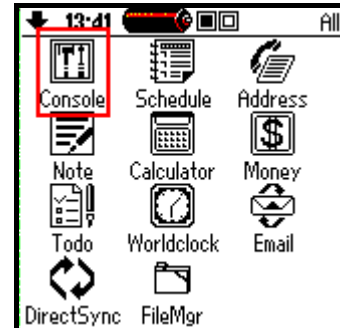 13:41 All
Console Schedule Address
Note Calculator Money
Todo Worldclock Email
DirectSync FileMgr